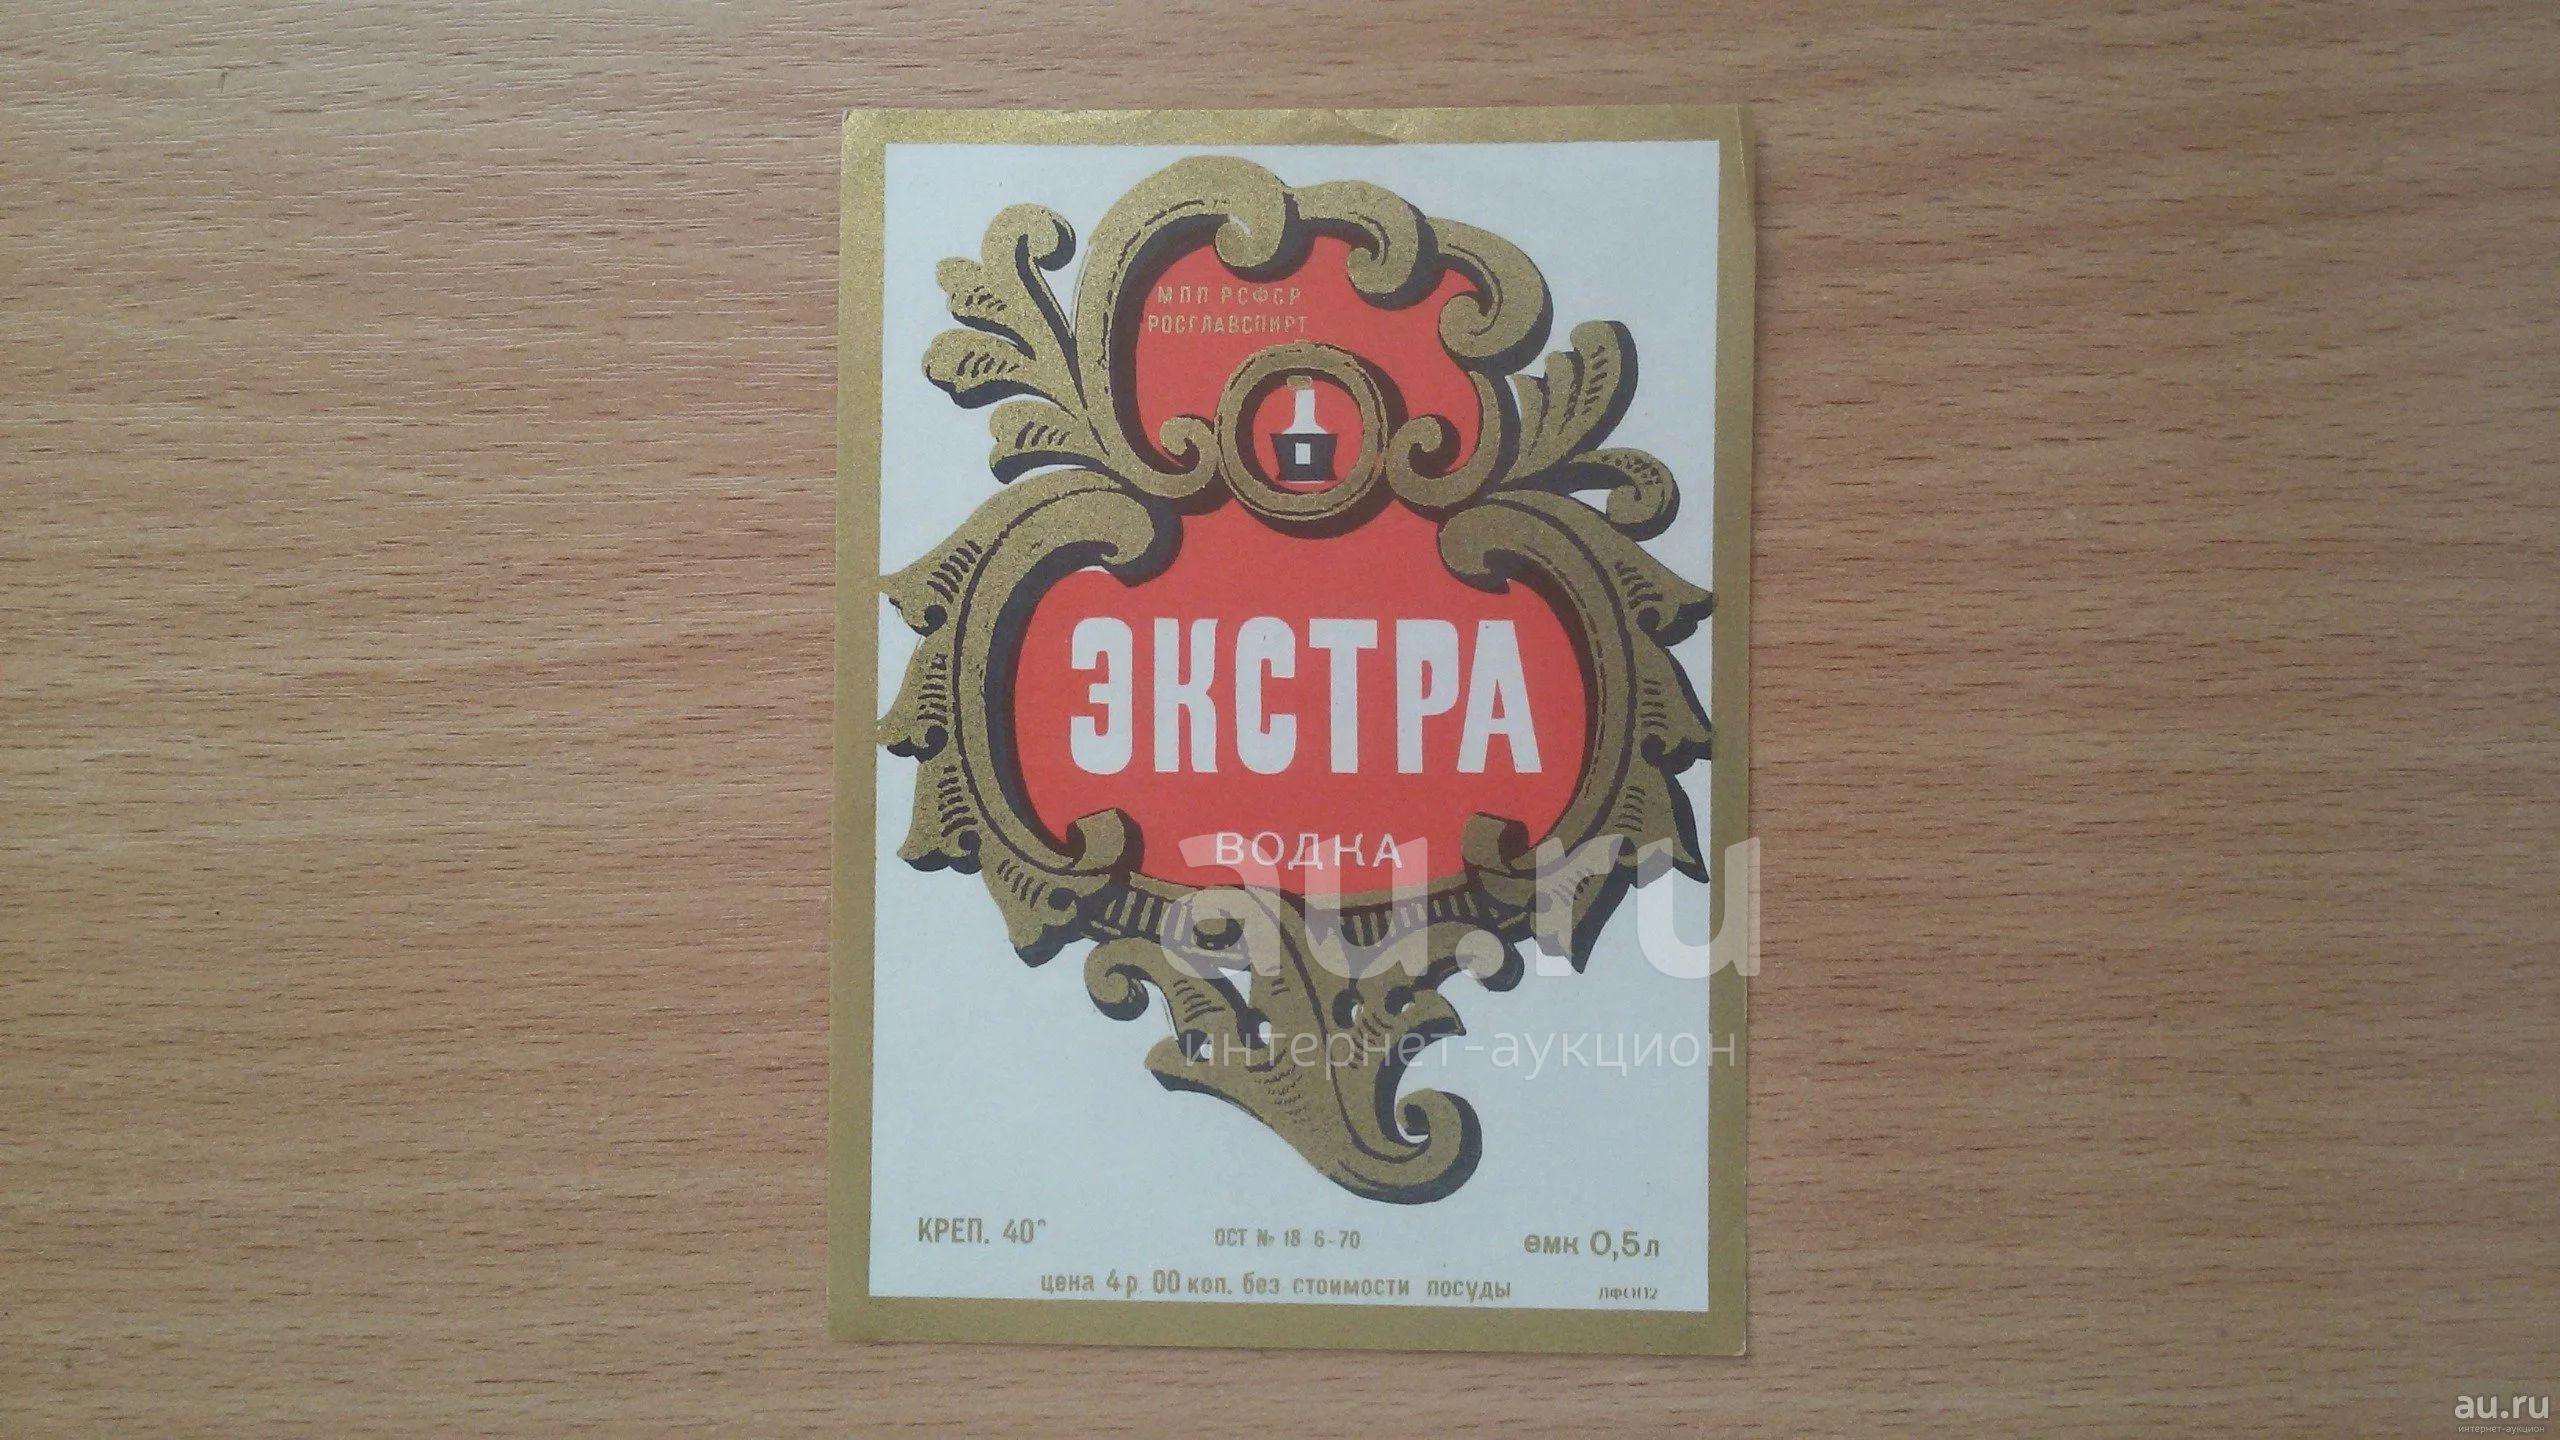 МПП РСФСР
РОСГЛАВСПИРТ
ЭКСТРА
ВОДКА
au.ru
интернет-аукцион
КРЕП. 40°
ОСТ № 18 6-70
емк 0,5 л
цена 4 р. 00 коп. без стоимости посуды
au.ru
интернет-аукцион